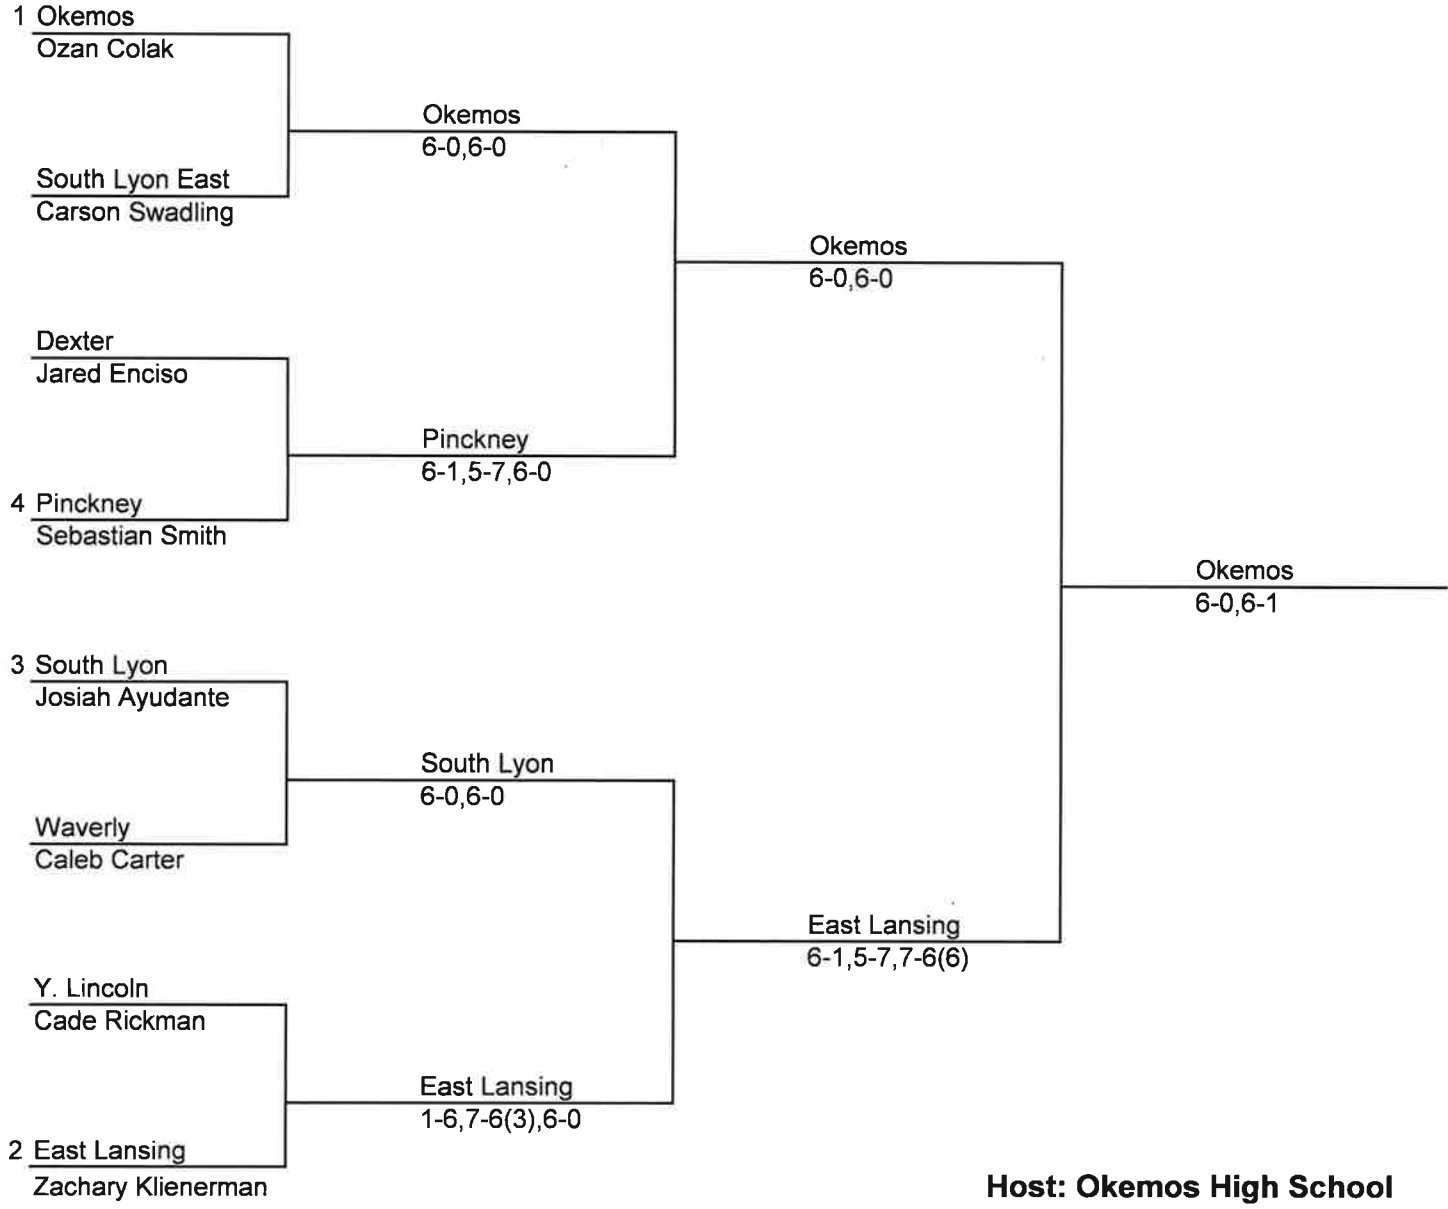 1 Okemos
Ozan Colak
Okemos
6-0,6-0
South Lyon East
Carson Swadling
Okemos
6-0,6-0
Dexter
Jared Enciso
Pinckney
6-1,5-7,6-0
4 Pinckney
Sebastian Smith
Okemos
6-0,6-1
3 South Lyon
Josiah Ayudante
South Lyon
6-0,6-0
Waverly
Caleb Carter
East Lansing
6-1,5-7,7-6(6)
Y. Lincoln
Cade Rickman
East Lansing
1-6,7-6(3),6-0
2 East Lansing
Zachary Klienerman
Host: Okemos High School